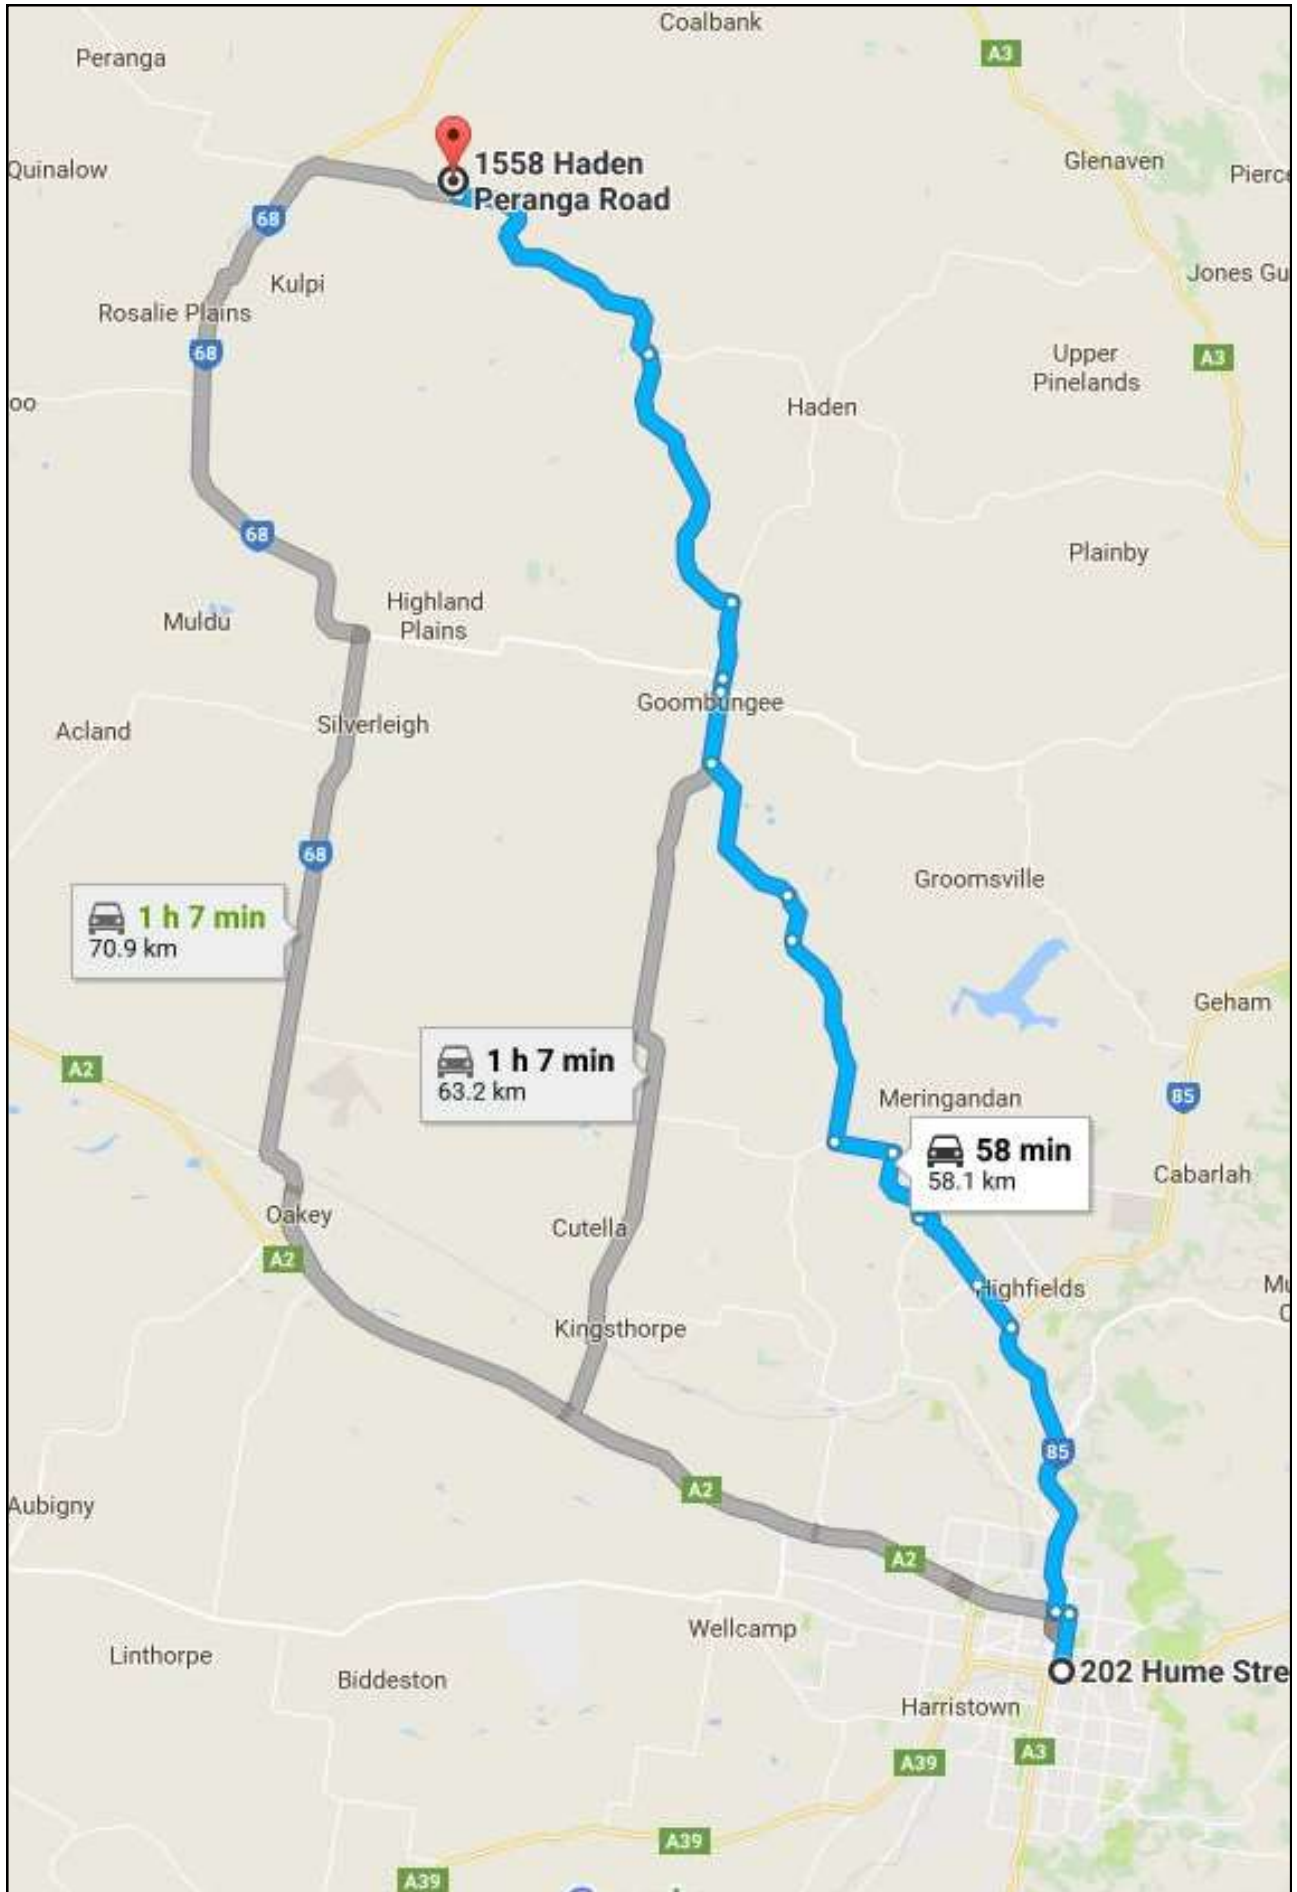 Coalbank
Peranga
A3
Glenaven
Quinalow
Pierce
1558 Haden
Peranga Road
68
Kulpi
Jones Gu
Rosalie Plains
68
Upper
Pinelands
A3
oo
Haden
68
Plainby
Highland
Plains
Muldu
Goombungee
Silverleigh
Acland
68
Groomsville
1 h 7 min
70.9 km
Geham
1 h 7 min
63.2 km
A2
Meringandan
85
58 min
58.1 km
Cabarlah
Oakey
Cutella
A2
Highfields
Mu
C
Kingsthorpe
85
A2
Aubigny
A2
Wellcamp
Linthorpe
Biddeston
202 Hume Stre
Harristown
A3
A39
A39
A39